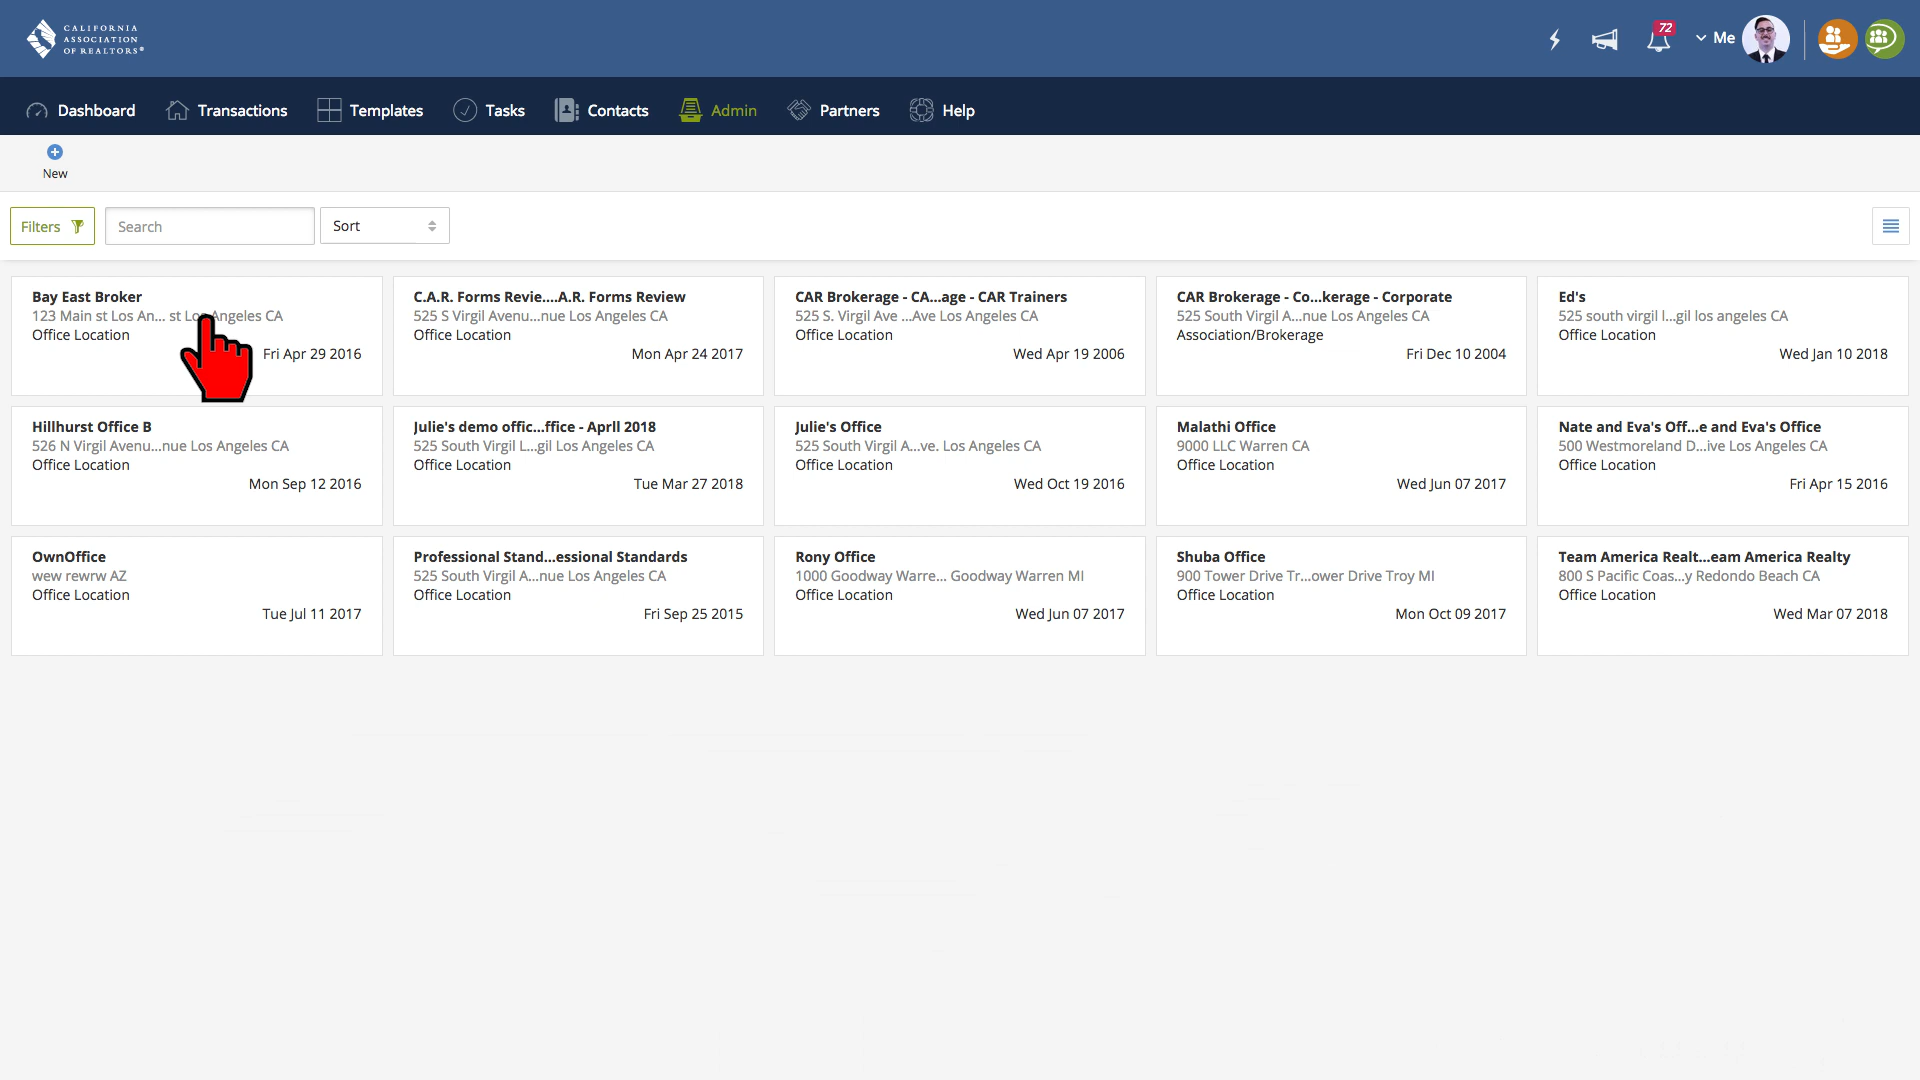 CALIFORNIA
ASSOCIATION
OF REALTORS®
72
Me
Dashboard
Transactions
Templates
Tasks
Contacts
Admin
Partners
Help
New
Filters
Search
Sort
Bay East Broker
123 Main st Los An... st Los Angeles CA
Office Location
Fri Apr 29 2016
C.A.R. Forms Revie....A.R. Forms Review
525 S Virgil Avenu...nue Los Angeles CA
Office Location
Mon Apr 24 2017
CAR Brokerage - CA...age - CAR Trainers
525 S. Virgil Ave ...Ave Los Angeles CA
Office Location
Wed Apr 19 2006
CAR Brokerage - Co...kerage - Corporate
525 South Virgil A...nue Los Angeles CA
Association/Brokerage
Fri Dec 10 2004
Ed's
525 south virgil l...gil los angeles CA
Office Location
Wed Jan 10 2018
Hillhurst Office B
526 N Virgil Avenu...nue Los Angeles CA
Office Location
Mon Sep 12 2016
Julie's demo offic...ffice - Aprll 2018
525 South Virgil L...gil Los Angeles CA
Office Location
Tue Mar 27 2018
Julie's Office
525 South Virgil A...ve. Los Angeles CA
Office Location
Wed Oct 19 2016
Malathi Office
9000 LLC Warren CA
Office Location
Wed Jun 07 2017
Nate and Eva's Off...e and Eva's Office
500 Westmoreland D...ive Los Angeles CA
Office Location
Fri Apr 15 2016
OwnOffice
wew rewrw AZ
Office Location
Tue Jul 11 2017
Professional Stand...essional Standards
525 South Virgil A...nue Los Angeles CA
Office Location
Fri Sep 25 2015
Rony Office
1000 Goodway Warre... Goodway Warren MI
Office Location
Wed Jun 07 2017
Shuba Office
900 Tower Drive Tr...ower Drive Troy MI
Office Location
Mon Oct 09 2017
Team America Realt...eam America Realty
800 S Pacific Coas...y Redondo Beach CA
Office Location
Wed Mar 07 2018